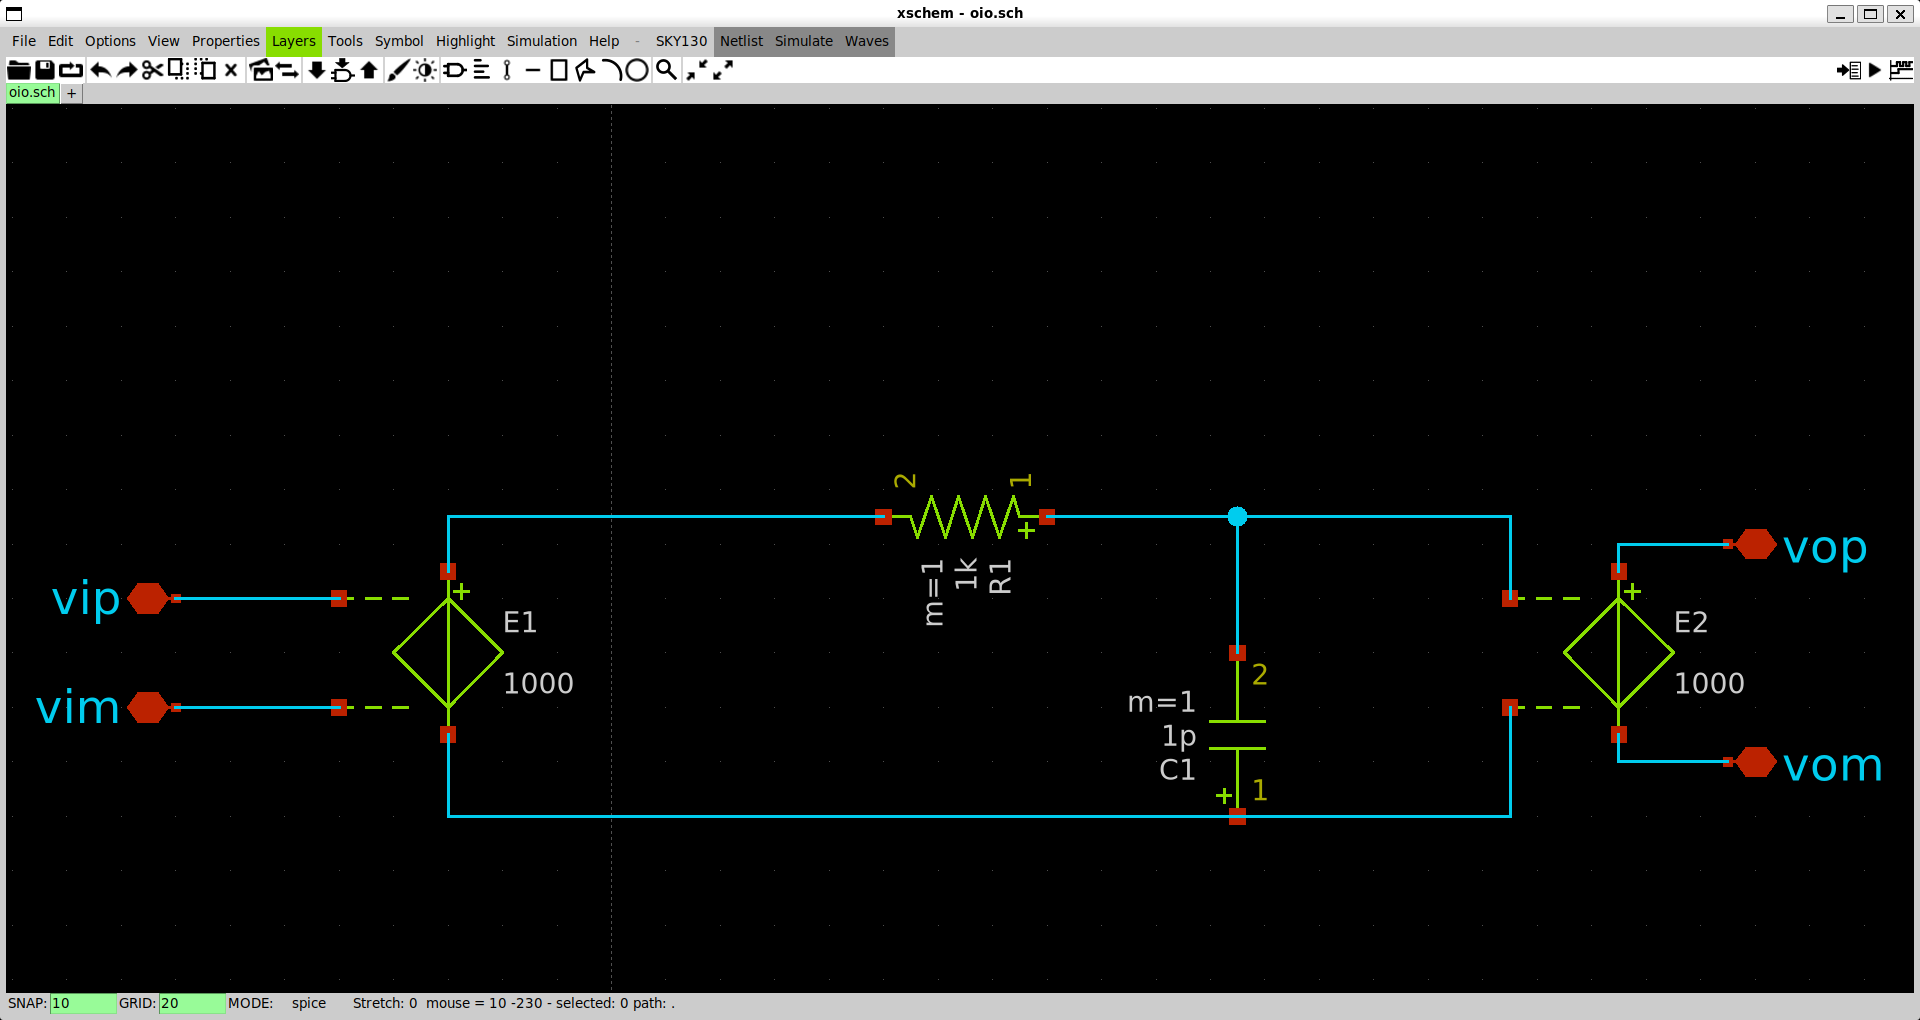 xschem - oio.sch
File Edit Options View Properties Layers Tools Symbol Highlight Simulation Help - SKY130 Netlist Simulate Waves
oio.sch +
2 1
+
m=1 1k R1
vip
+
E1
1000
vim
vop
+
E2
1000
vom
2
m=1
1p
C1
+ 1
SNAP: 10 GRID: 20 MODE: spice Stretch: 0 mouse = 10 -230 - selected: 0 path: .